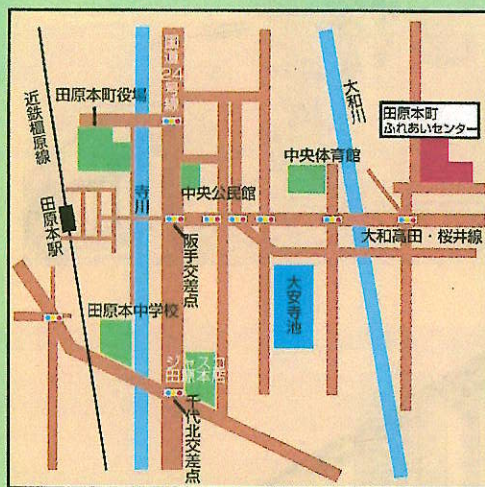 国道24号線
近鉄橿原線
田原本町役場
大和川
田原本町
ふれあいセンター
中央体育館
寺川
中央公民館
田原本駅
阪手交差点
大和高田・桜井線
大安寺池
田原本中学校
ジャスコ
田原本店
千代北交差点